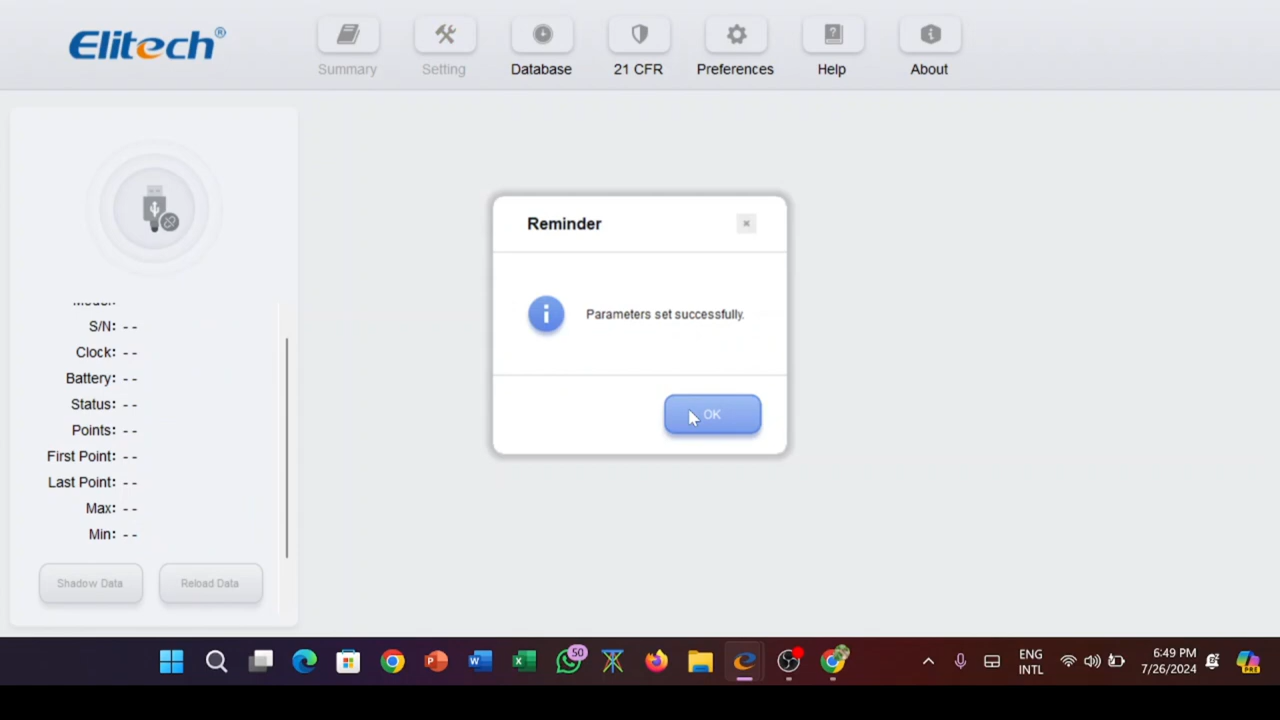 Elitech®
Summary
Setting
Database
21 CFR
Preferences
Help
About
Reminder
Parameters set successfully.
OK
S/N: --
Clock: --
Battery: --
Status: --
Points: --
First Point: --
Last Point: --
Max: --
Min: --
Shadow Data
Reload Data
50
ENG
INTL
6:49 PM
7/26/2024